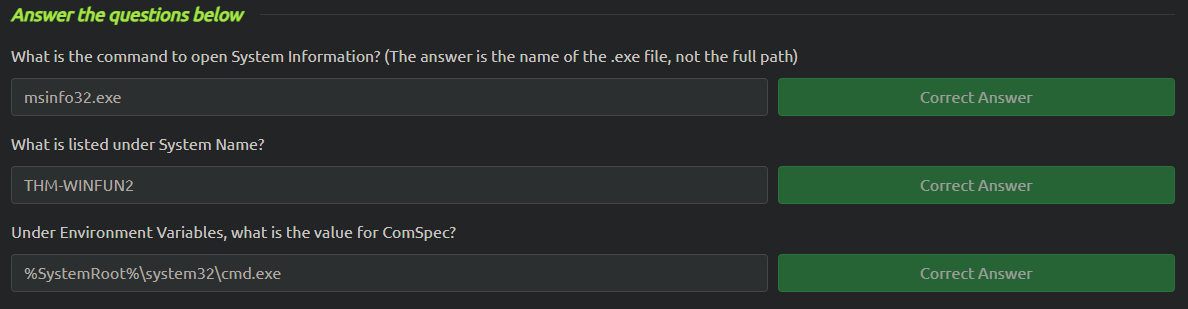 Answer the questions below
What is the command to open System Information? (The answer is the name of the .exe file, not the full path)
msinfo32.exe Correct Answer
What is listed under System Name?
THM-WINFUN2 Correct Answer
Under Environment Variables, what is the value for ComSpec?
%SystemRoot%\system32\cmd.exe Correct Answer